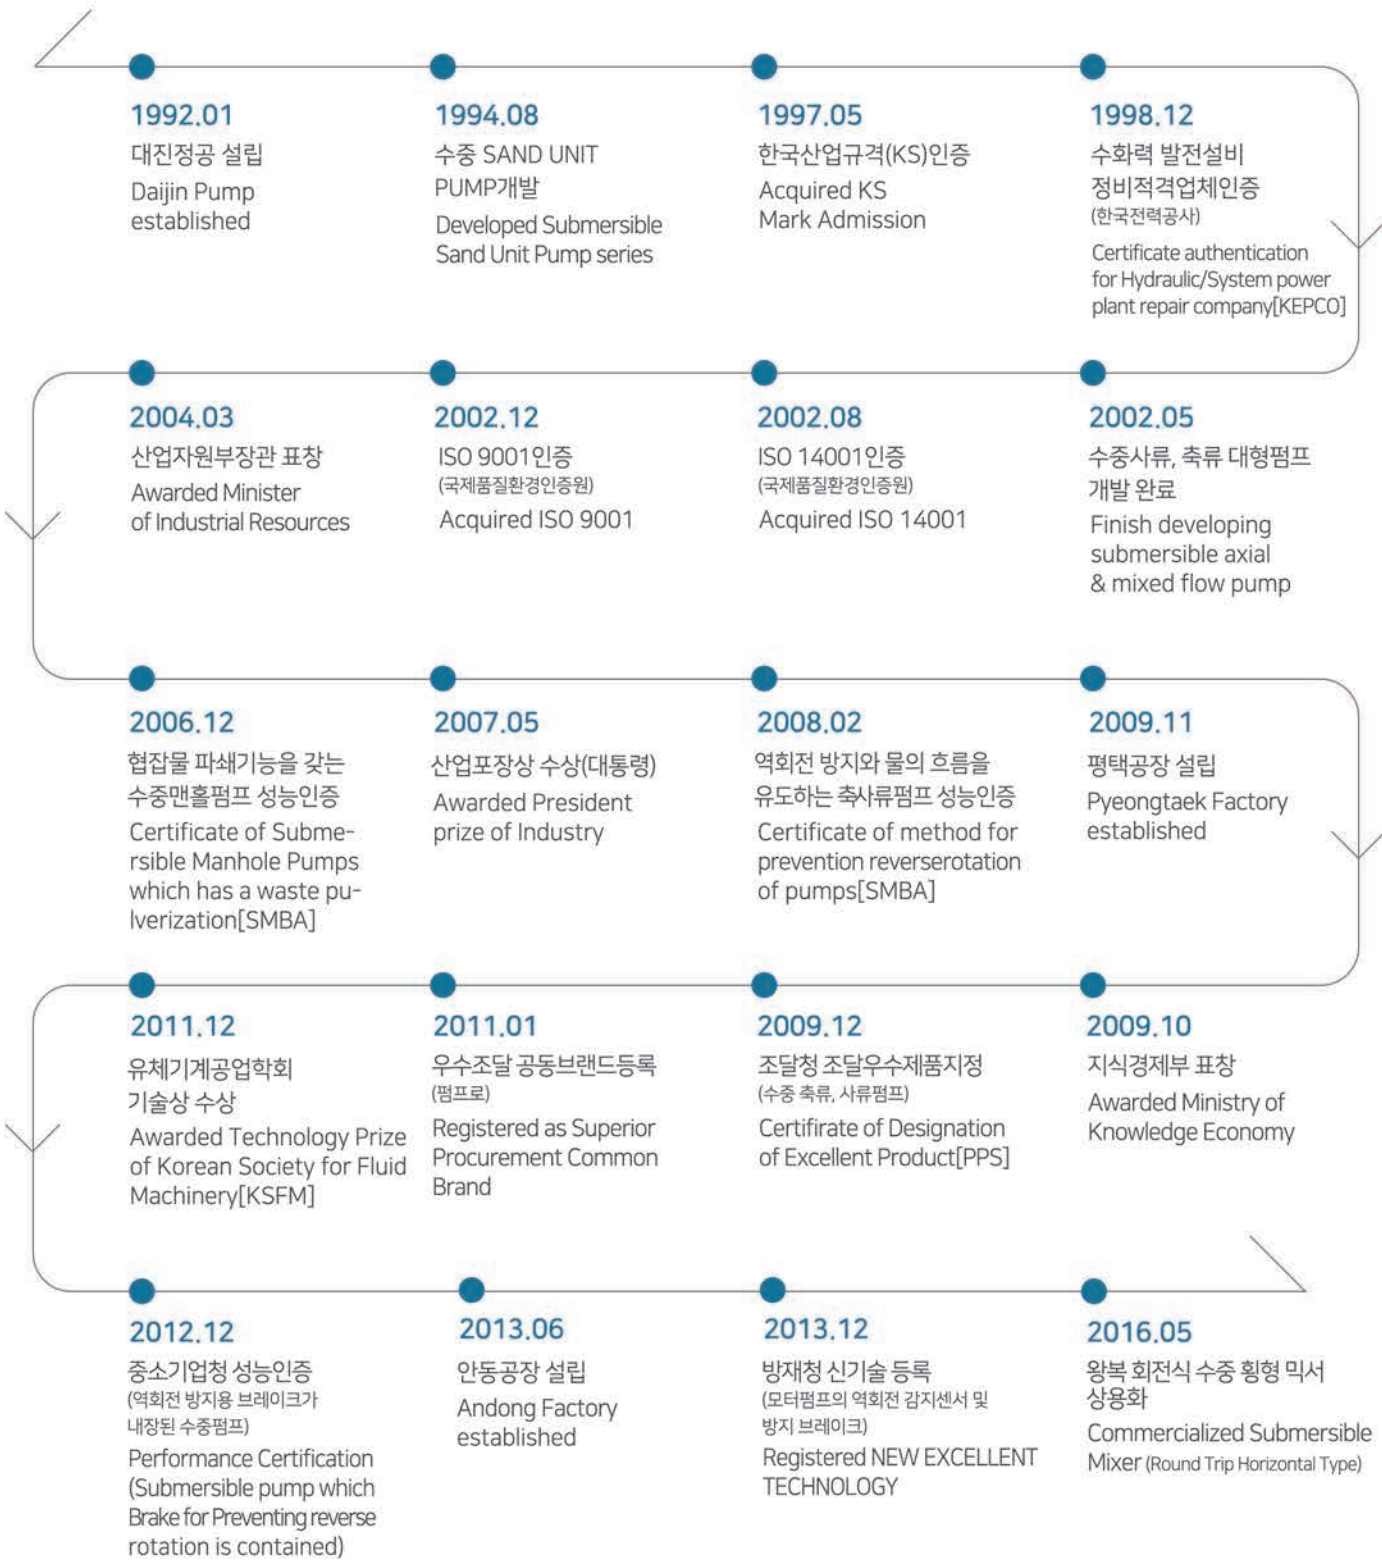 1992.01
대진정공 설립
Daijin Pump
established
1994.08
수중 SAND UNIT
PUMP개발
Developed Submersible
Sand Unit Pump series
1997.05
한국산업규격(KS)인증
Acquired KS
Mark Admission
1998.12
수화력 발전설비
정비적격업체인증
(한국전력공사)
Certificate authentication
for Hydraulic/System power
plant repair company[KEPCO]
2002.05
수중사류, 축류 대형펌프
개발 완료
Finish developing
submersible axial
& mixed flow pump
2002.08
ISO 14001인증
(국제품질환경인증원)
Acquired ISO 14001
2002.12
ISO 9001인증
(국제품질환경인증원)
Acquired ISO 9001
2004.03
산업자원부장관 표창
Awarded Minister
of Industrial Resources
2006.12
협잡물 파쇄기능을 갖는
수중맨홀펌프 성능인증
Certificate of Subme-
rsible Manhole Pumps
which has a waste pu-
lverization[SMBA]
2007.05
산업포장상 수상(대통령)
Awarded President
prize of Industry
2008.02
역회전 방지와 물의 흐름을
유도하는 축사류펌프 성능인증
Certificate of method for
prevention reverserotation
of pumps[SMBA]
2009.11
평택공장 설립
Pyeongtaek Factory
established
2009.10
지식경제부 표창
Awarded Ministry of
Knowledge Economy
2009.12
조달청 조달우수제품지정
(수중 축류, 사류펌프)
Certifirate of Designation
of Excellent Product[PPS]
2011.01
우수조달 공동브랜드등록
(펌프로)
Registered as Superior
Procurement Common
Brand
2011.12
유체기계공업학회
기술상 수상
Awarded Technology Prize
of Korean Society for Fluid
Machinery[KSFM]
2012.12
중소기업청 성능인증
(역회전 방지용 브레이크가
내장된 수중펌프)
Performance Certification
(Submersible pump which
Brake for Preventing reverse
rotation is contained)
2013.06
안동공장 설립
Andong Factory
established
2013.12
방재청 신기술 등록
(모터펌프의 역회전 감지센서 및
방지 브레이크)
Registered NEW EXCELLENT
TECHNOLOGY
2016.05
왕복 회전식 수중 횡형 믹서
상용화
Commercialized Submersible
Mixer (Round Trip Horizontal Type)